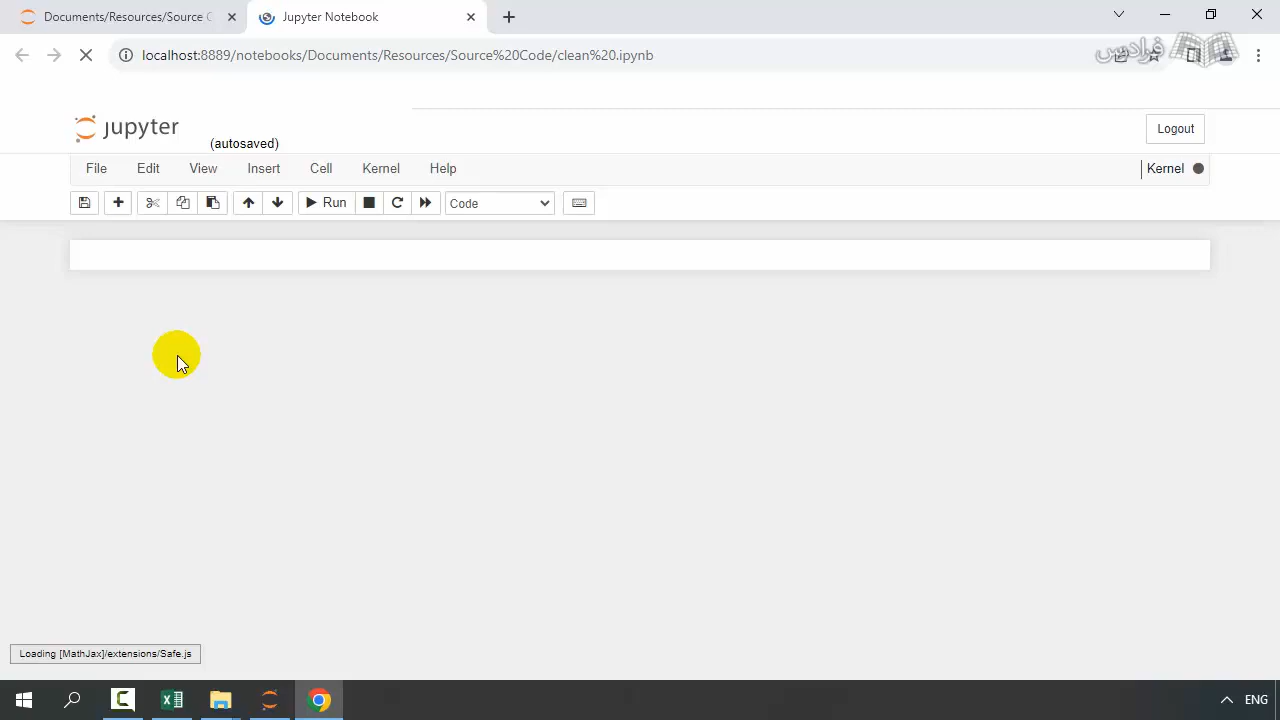 Documents/Resources/Source C
Jupyter Notebook
localhost:8889/notebooks/Documents/Resources/Source%20Code/clean%20.ipynb
فرادرس
jupyter
(autosaved)
Logout
File Edit View Insert Cell Kernel Help
Kernel
Run
Code
Loading [MathJax]/extensions/Safe.js
ENG